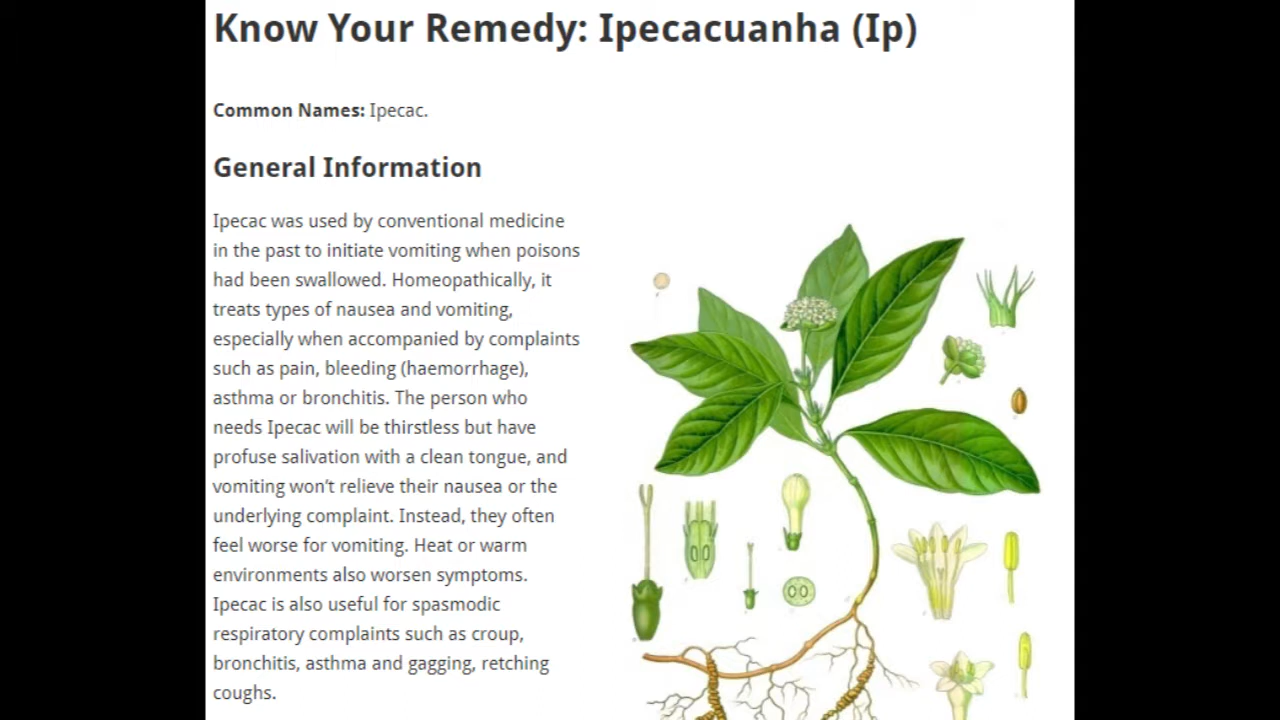 Know Your Remedy: Ipecacuanha (Ip)
Common Names: Ipecac.
General Information
Ipecac was used by conventional medicine
in the past to initiate vomiting when poisons
had been swallowed. Homeopathically, it
treats types of nausea and vomiting,
especially when accompanied by complaints
such as pain, bleeding (haemorrhage),
asthma or bronchitis. The person who
needs Ipecac will be thirstless but have
profuse salivation with a clean tongue, and
vomiting won't relieve their nausea or the
underlying complaint. Instead, they often
feel worse for vomiting. Heat or warm
environments also worsen symptoms.
Ipecac is also useful for spasmodic
respiratory complaints such as croup,
bronchitis, asthma and gagging, retching
coughs.